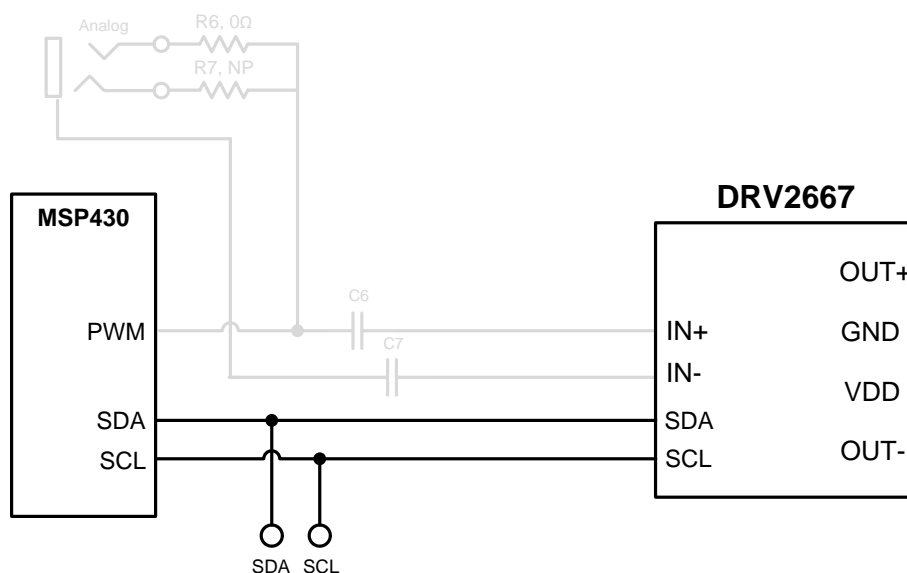 Analog
R6, 0Ω
R7, NP
MSP430
DRV2667
OUT+
C6
PWM
IN+
GND
C7
IN-
VDD
SDA
SDA
SCL
SCL
OUT-
SDA SCL